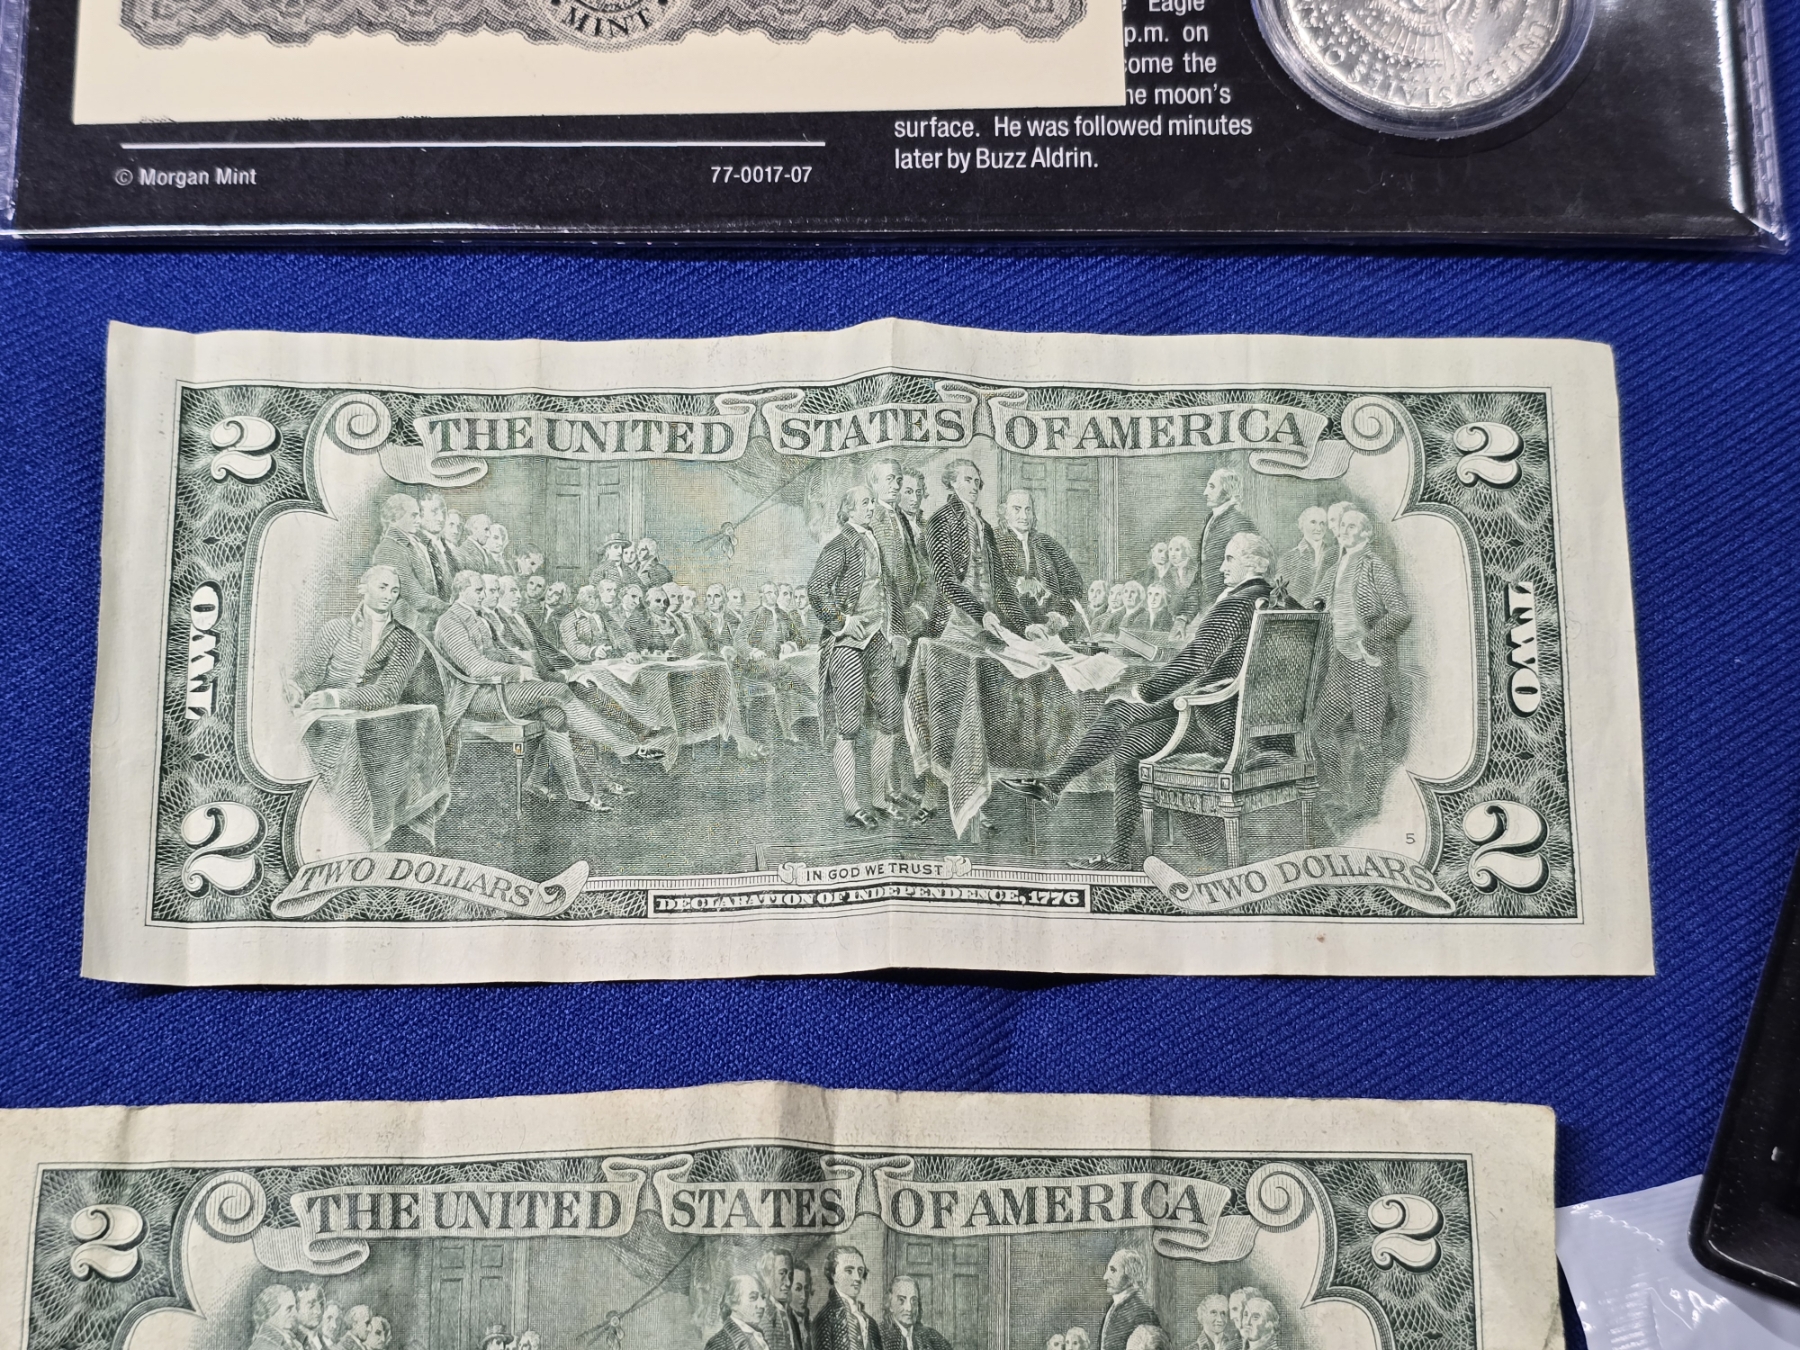 MINT
Eagle
p.m. on
come the
moon's
surface. He was followed minutes
later by Buzz Aldrin.
© Morgan Mint
77-0017-07
UNITED STATES O
THE UNITED STATES OF AMERICA
2
2
TWO
TWO
2
2
5
TWO DOLLARS
IN GOD WE TRUST
TWO DOLLARS
DECLARATION OF INDEPENDENCE, 1776
THE UNITED STATES OF AMERICA
2
2